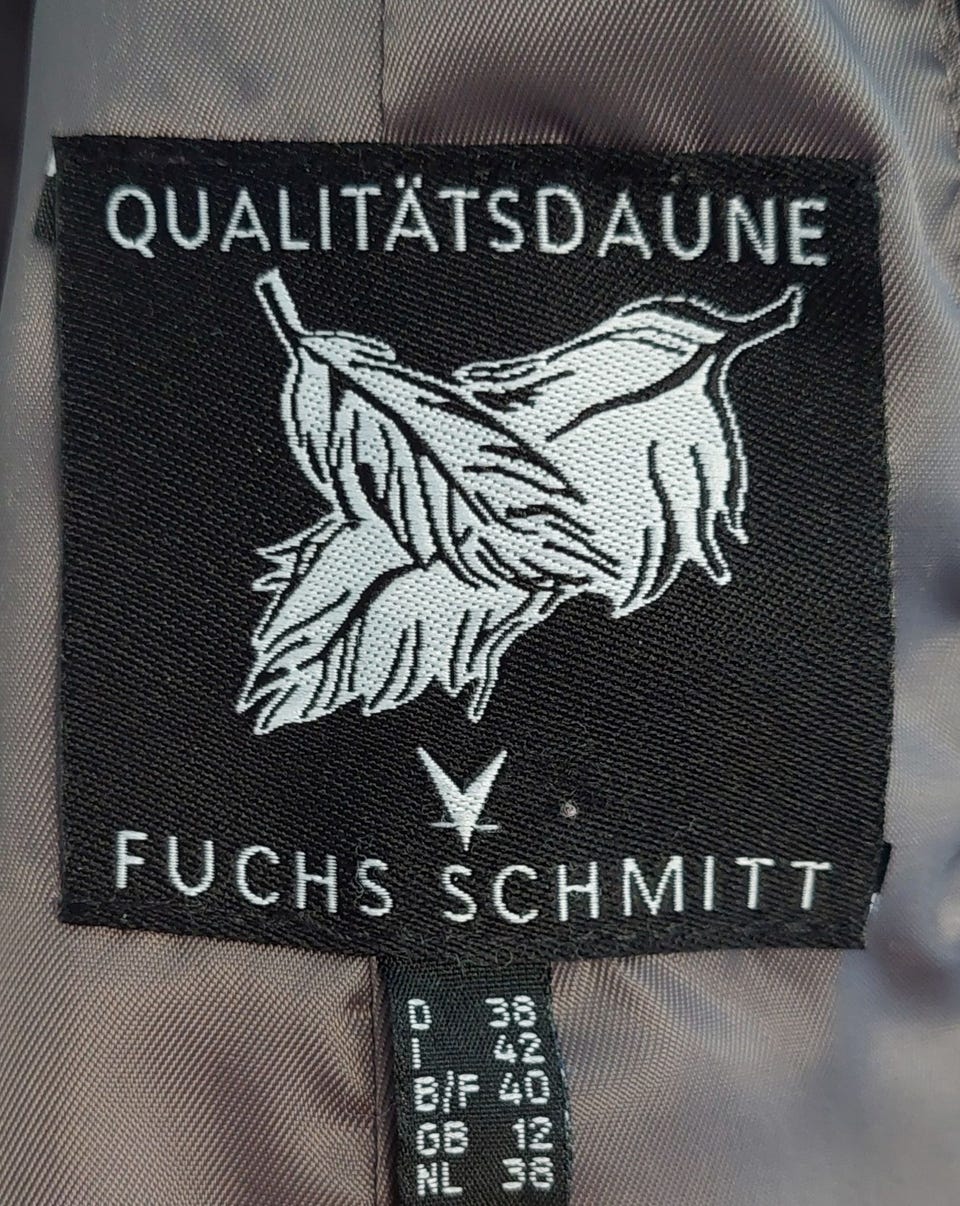 QUALITÄTSDAUNE
FUCHS SCHMITT
D 38
I 42
B/F 40
GB 12
NL 38